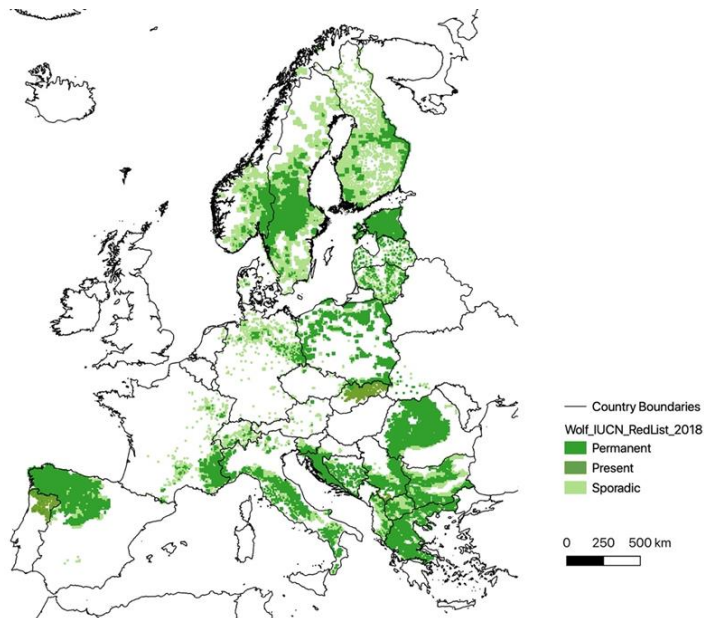 Country Boundaries
Wolf_IUCN_RedList_2018
Permanent
Present
Sporadic
0 250 500 km